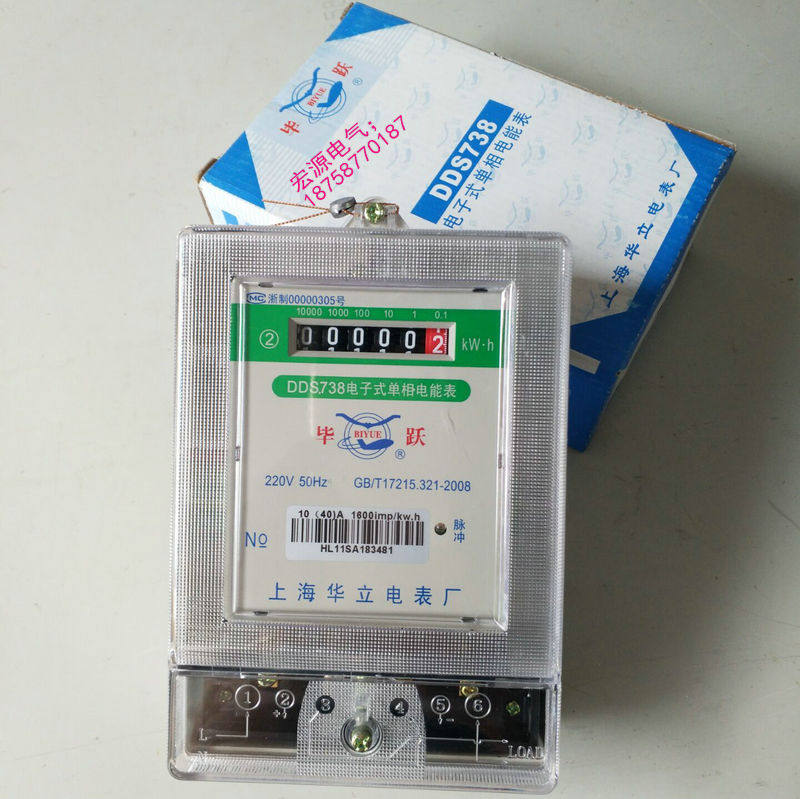 毕 BIYUE 跃
®
宏源电气；
18758770187
DDS738
电子式单相电能表
上海华立电表厂
MC 浙制00000305号
10000 1000 100 10 1 0.1
② 000002 kW·h
DDS738电子式单相电能表
毕 BIYUE 跃
®
220V 50Hz GB/T17215.321-2008
10（40）A 1600imp/kw.h
脉冲
№
HL11SA183481
上海华立电表厂
① ② ③ ④ ⑤ ⑥
L
N
LOAD